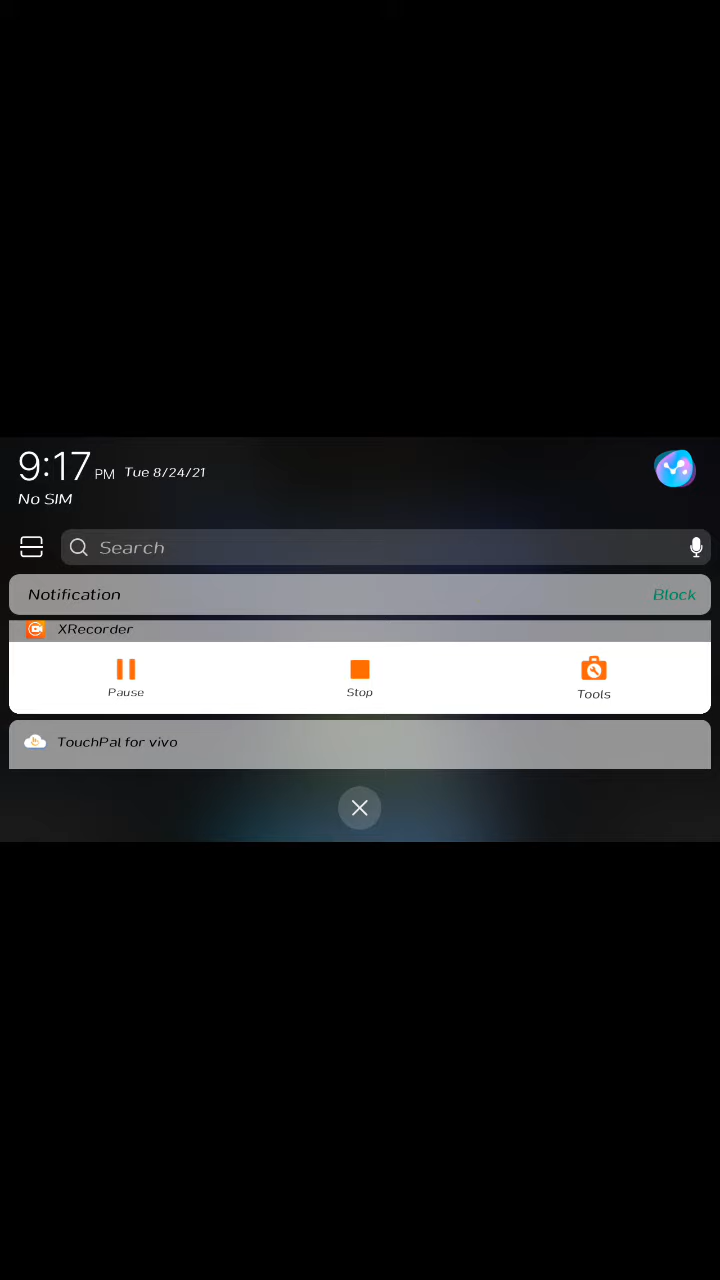 9:17 PM Tue 8/24/21
No SIM
Search
Notification Block
XRecorder
Pause Stop Tools
TouchPal for vivo